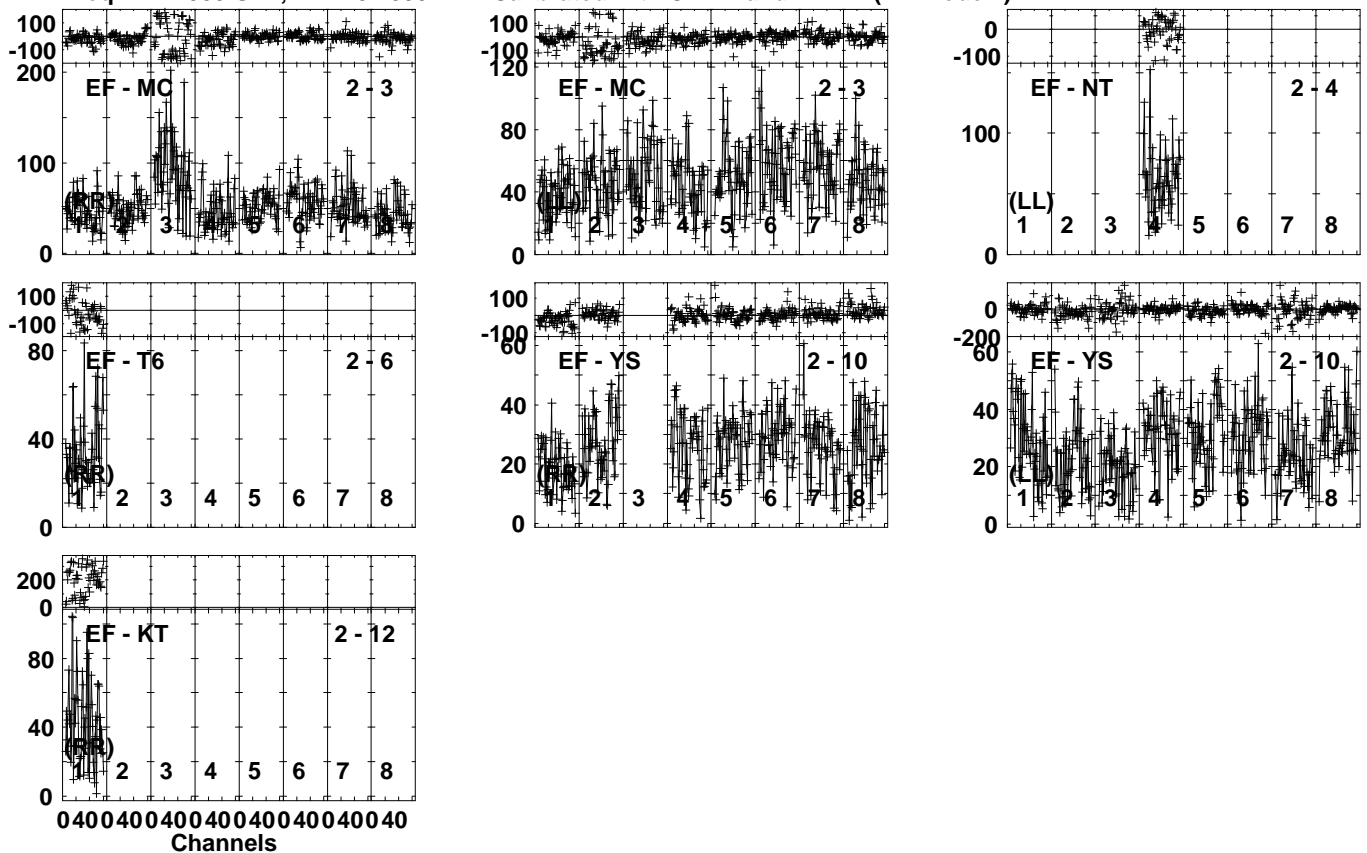 100 100 0
-100 -100 -100
200 EF - MC 2 - 3 120 EF - MC 2 - 3 EF - NT 2 - 4
80 100
100
40
(RR) (LL) (LL)
1 2 3 4 5 6 7 8 1 2 3 4 5 6 7 8 1 2 3 4 5 6 7 8
0 0 0
100 100 0
-100 -100 -200
80 EF - T6 2 - 6 60 EF - YS 2 - 10 60 EF - YS 2 - 10
40 40 40
20 20
(RR) (RR) (LL)
1 2 3 4 5 6 7 8 1 2 3 4 5 6 7 8 1 2 3 4 5 6 7 8
0 0 0
200
0
EF - KT 2 - 12
80
40
(RR)
1 2 3 4 5 6 7 8
0
0 40 0 40 0 40 0 40 0 40 0 40 0 40 0 40
Channels